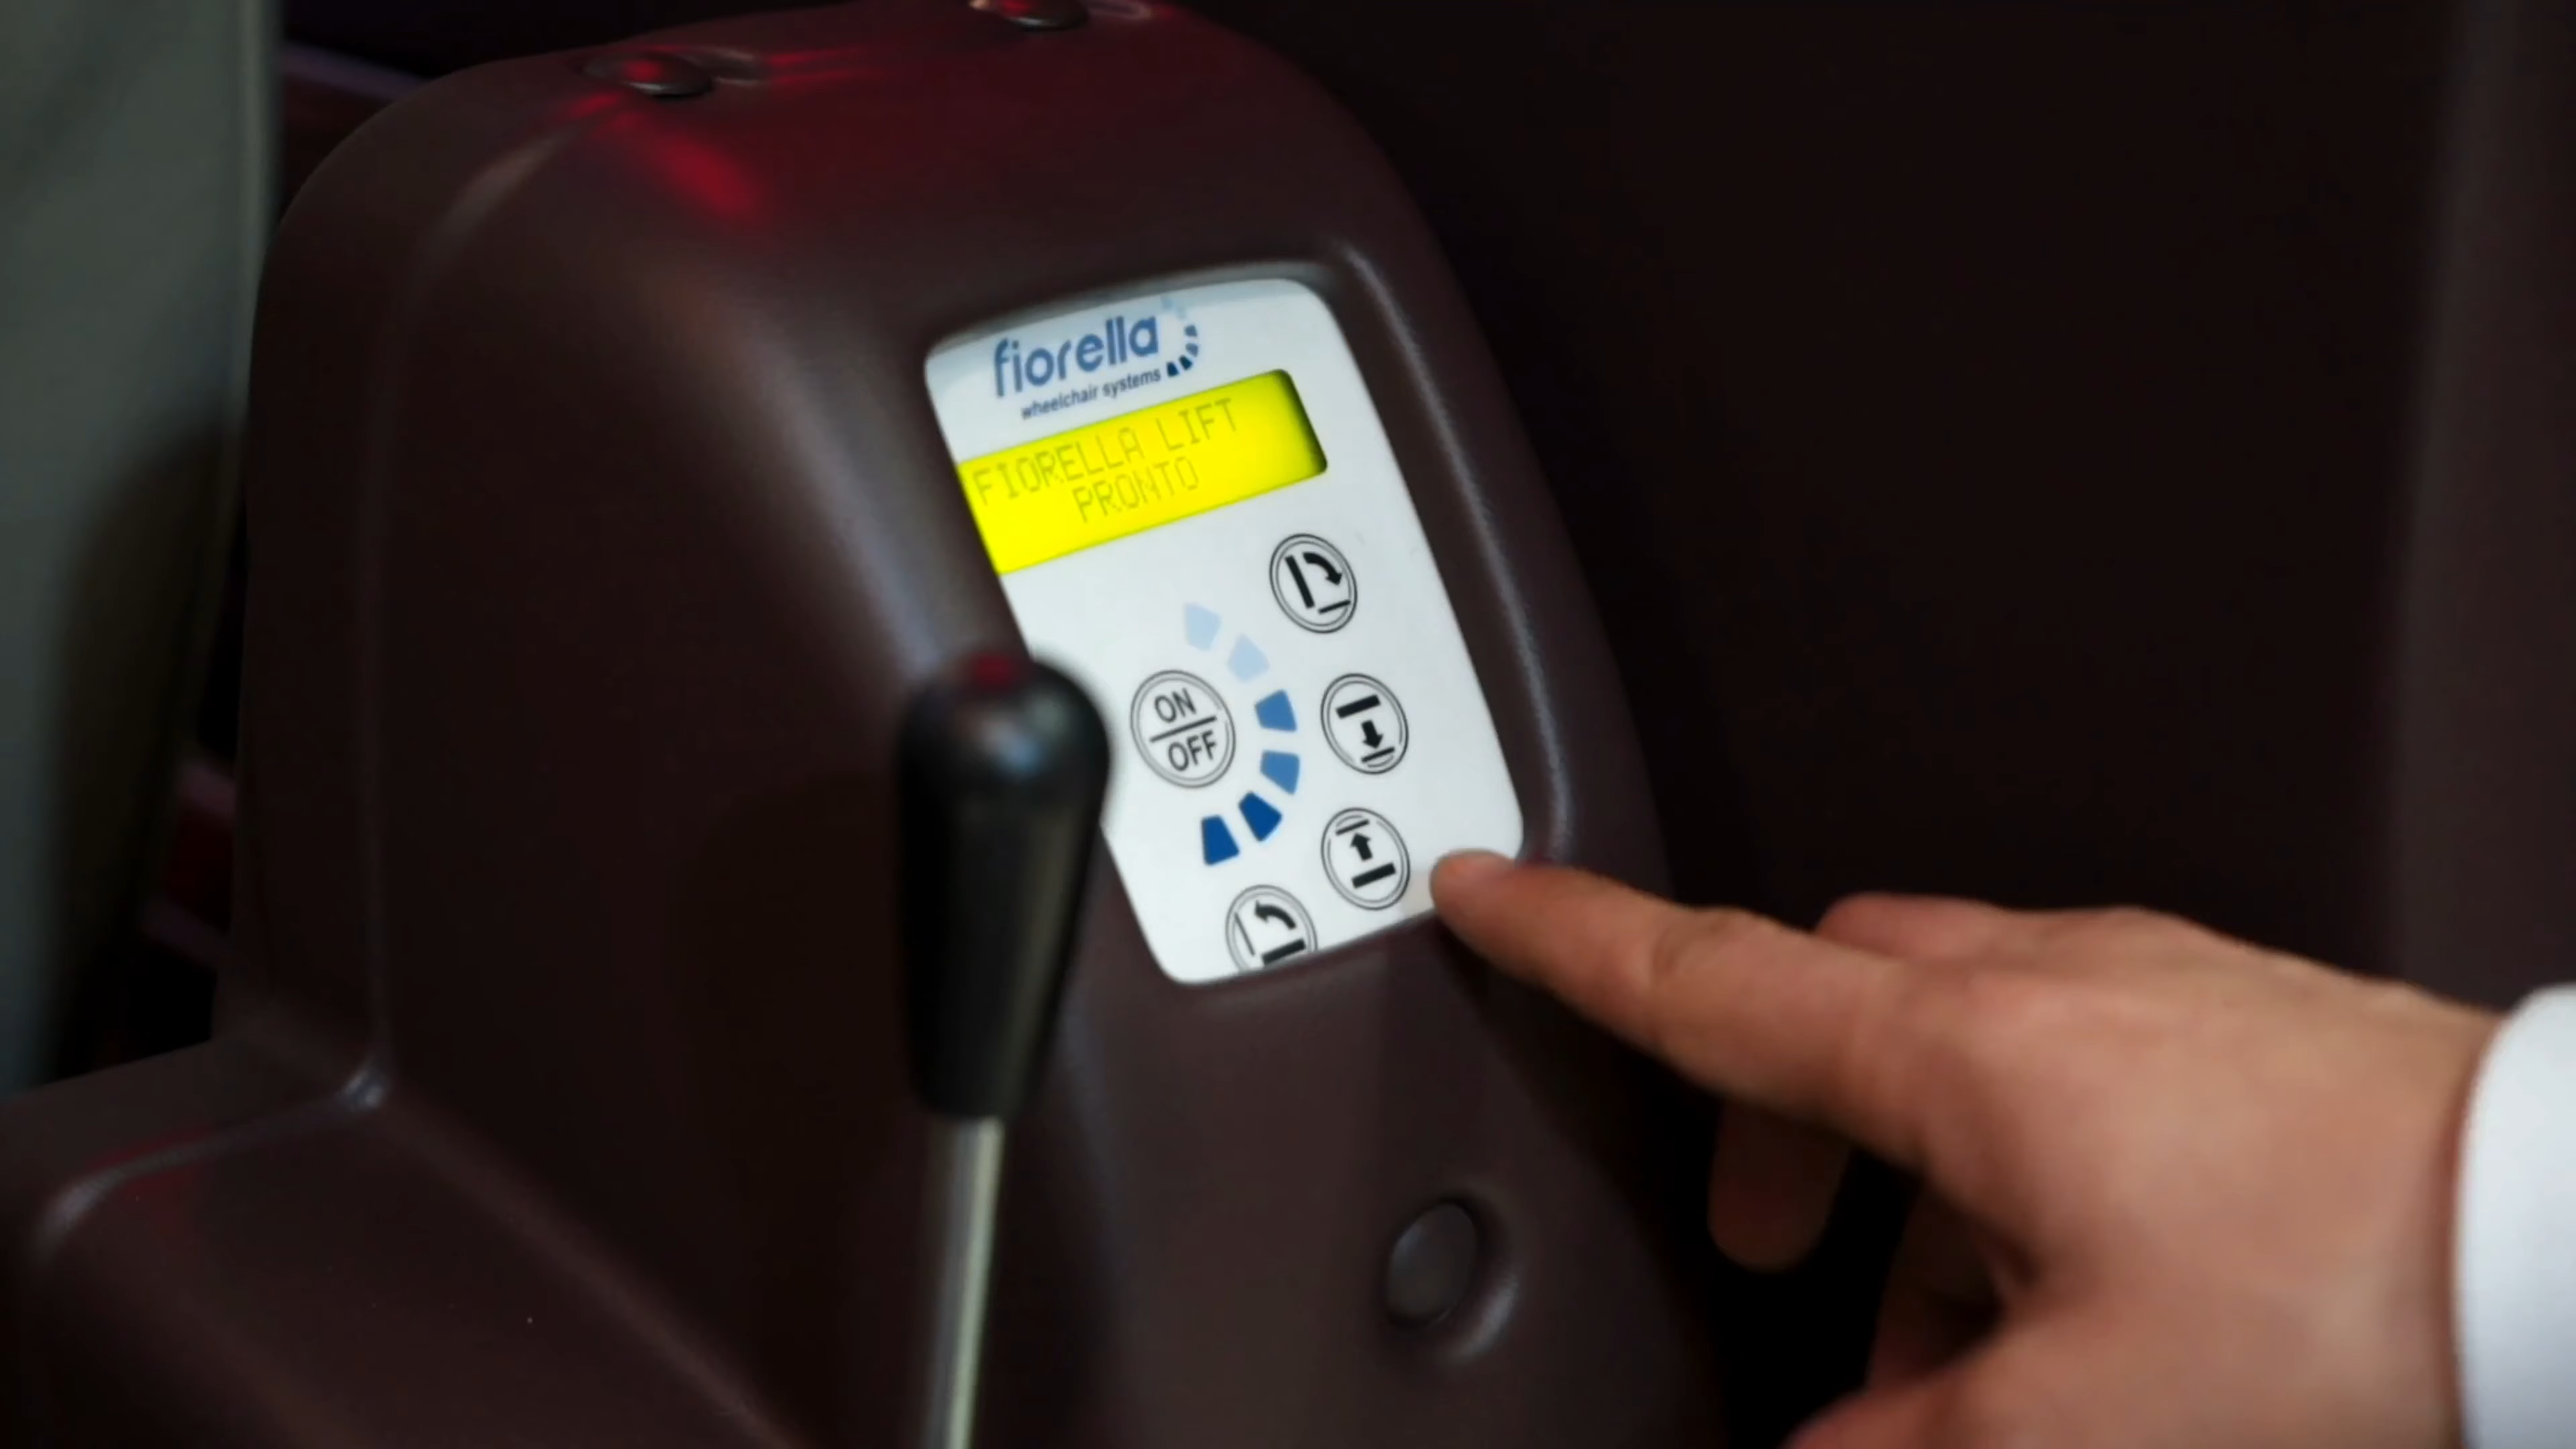 fiorella
wheelchair systems
FIORELLA LIFT
PRONTO
ON
OFF